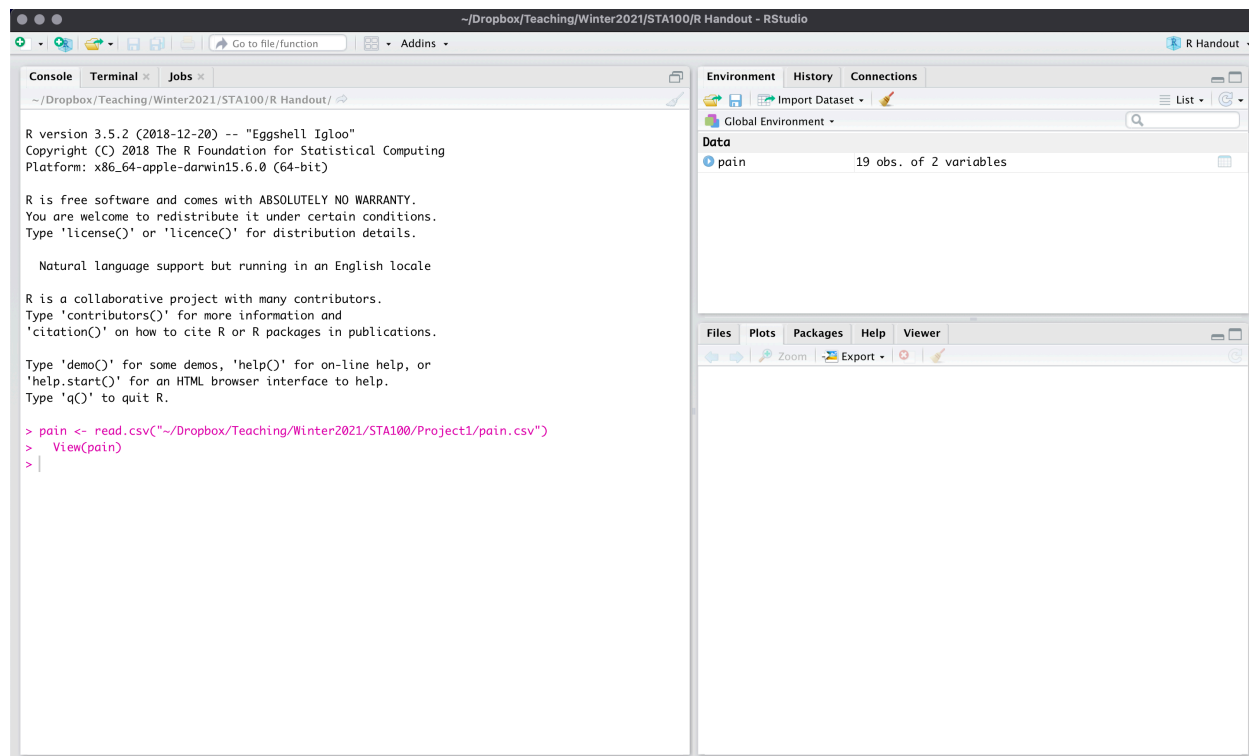 ~/Dropbox/Teaching/Winter2021/STA100/R Handout - RStudio
Go to file/function
Addins
R Handout
Console Terminal Jobs
~/Dropbox/Teaching/Winter2021/STA100/R Handout/
R version 3.5.2 (2018-12-20) -- "Eggshell Igloo"
Copyright (C) 2018 The R Foundation for Statistical Computing
Platform: x86_64-apple-darwin15.6.0 (64-bit)
R is free software and comes with ABSOLUTELY NO WARRANTY.
You are welcome to redistribute it under certain conditions.
Type 'license()' or 'licence()' for distribution details.
Natural language support but running in an English locale
R is a collaborative project with many contributors.
Type 'contributors()' for more information and
'citation()' on how to cite R or R packages in publications.
Type 'demo()' for some demos, 'help()' for on-line help, or
'help.start()' for an HTML browser interface to help.
Type 'q()' to quit R.
> pain <- read.csv("~/Dropbox/Teaching/Winter2021/STA100/Project1/pain.csv")
>   View(pain)
>
Environment History Connections
Import Dataset
List
Global Environment
Data
pain 19 obs. of 2 variables
Files Plots Packages Help Viewer
Zoom Export